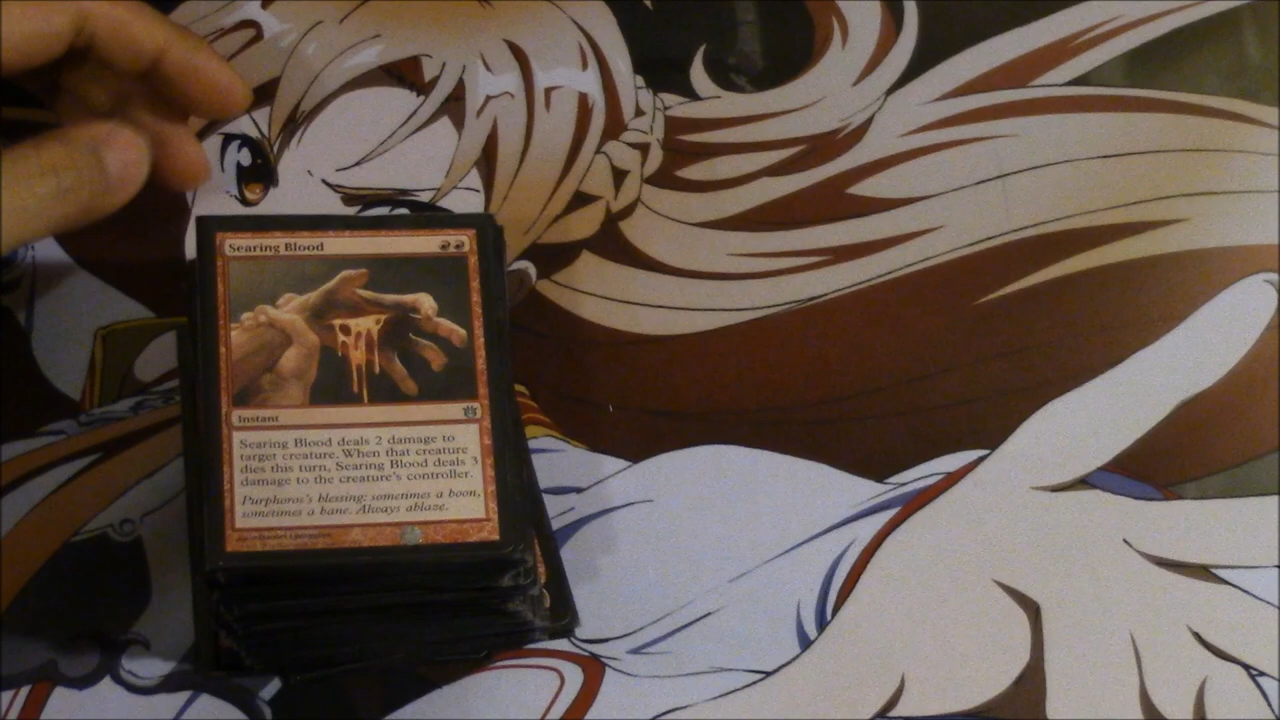 Searing Blood
Instant
Searing Blood deals 2 damage to
target creature. When that creature
dies this turn, Searing Blood deals 3
damage to the creature's controller.
Purphoros's blessing: sometimes a boon,
sometimes a bane. Always ablaze.